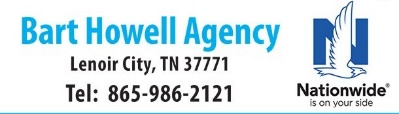 Bart Howell Agency
Lenoir City, TN 37771
Tel: 865-986-2121
Nationwide®
is on your side